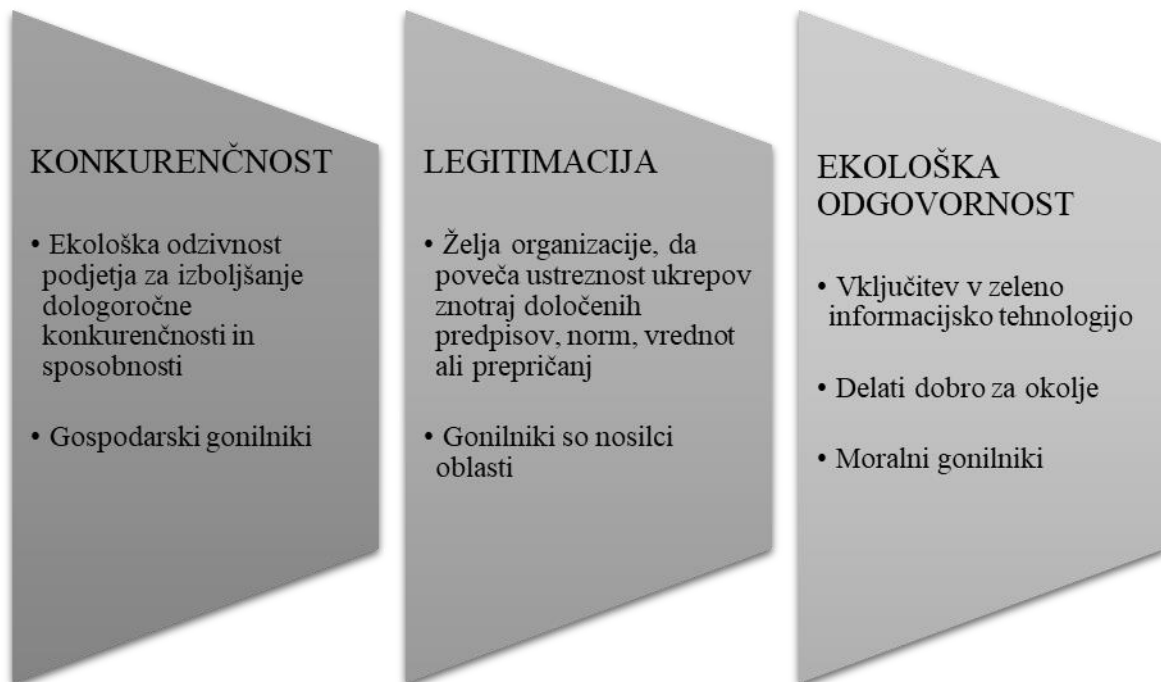 KONKURENČNOST
• Ekološka odzivnost
podjetja za izboljšanje
dologoročne
konkurenčnosti in
sposobnosti
• Gospodarski gonilniki
LEGITIMACIJA
• Želja organizacije, da
poveča ustreznost ukrepov
znotraj določenih
predpisov, norm, vrednot
ali prepričanj
• Gonilniki so nosilci
oblasti
EKOLOŠKA
ODGOVORNOST
• Vključitev v zeleno
informacijsko tehnologijo
• Delati dobro za okolje
• Moralni gonilniki